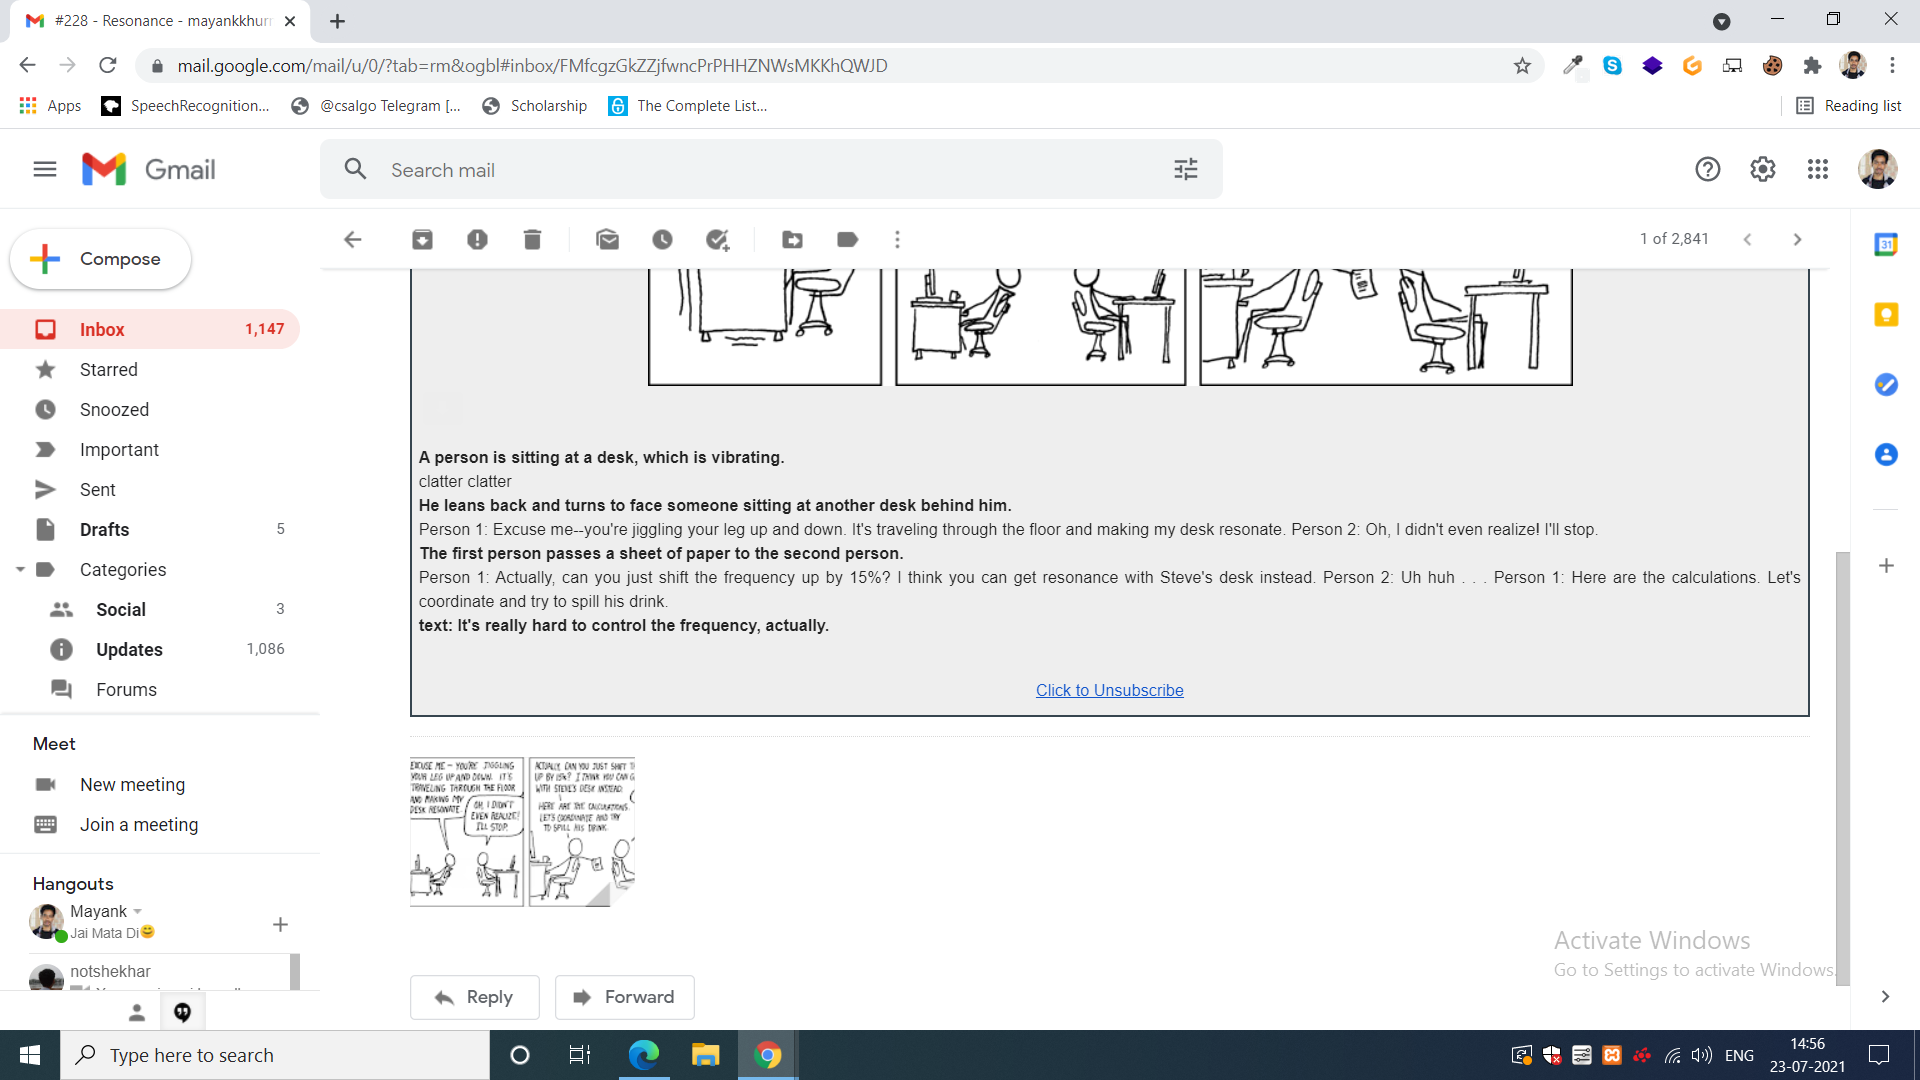 #228 - Resonance - mayankkhurr
mail.google.com/mail/u/0/?tab=rm&ogbl#inbox/FMfcgzGkZZjfwncPrPHHZNWsMKKhQWJD
Apps
SpeechRecognition...
@csalgo Telegram [...
Scholarship
The Complete List...
Reading list
Gmail
Search mail
Compose
1 of 2,841
Inbox 1,147
Starred
Snoozed
Important
Sent
Drafts 5
Categories
Social 3
Updates 1,086
Forums
Meet
New meeting
Join a meeting
Hangouts
Mayank
Jai Mata Di😊
notshekhar
A person is sitting at a desk, which is vibrating.
clatter clatter
He leans back and turns to face someone sitting at another desk behind him.
Person 1: Excuse me--you're jiggling your leg up and down. It's traveling through the floor and making my desk resonate. Person 2: Oh, I didn't even realize! I'll stop.
The first person passes a sheet of paper to the second person.
Person 1: Actually, can you just shift the frequency up by 15%? I think you can get resonance with Steve's desk instead. Person 2: Uh huh . . . Person 1: Here are the calculations. Let's
coordinate and try to spill his drink.
text: It's really hard to control the frequency, actually.
Click to Unsubscribe
EXCUSE ME — YOU'RE JIGGLING
YOUR LEG UP AND DOWN. IT'S
TRAVELING THROUGH THE FLOOR
AND MAKING MY
DESK RESONATE.
OH, I DIDN'T
EVEN REALIZE!
I'LL STOP.
ACTUALLY, CAN YOU JUST SHIFT
UP BY 15%? I THINK YOU CAN
WITH STEVE'S DESK INSTEAD.
HERE ARE THE CALCULATIONS.
LET'S COORDINATE AND TRY
TO SPILL HIS DRINK.
Reply
Forward
Activate Windows
Go to Settings to activate Windows.
Type here to search
ENG
14:56
23-07-2021